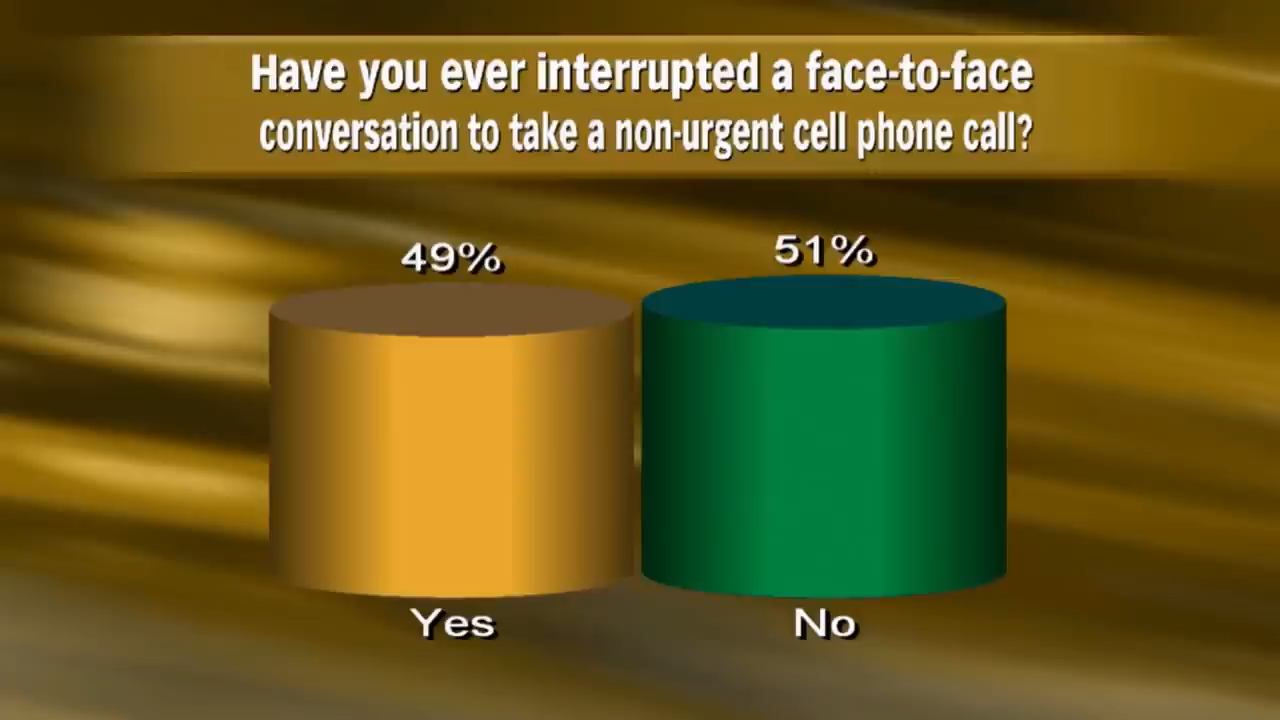 Have you ever interrupted a face-to-face
conversation to take a non-urgent cell phone call?
49%
51%
Yes
No